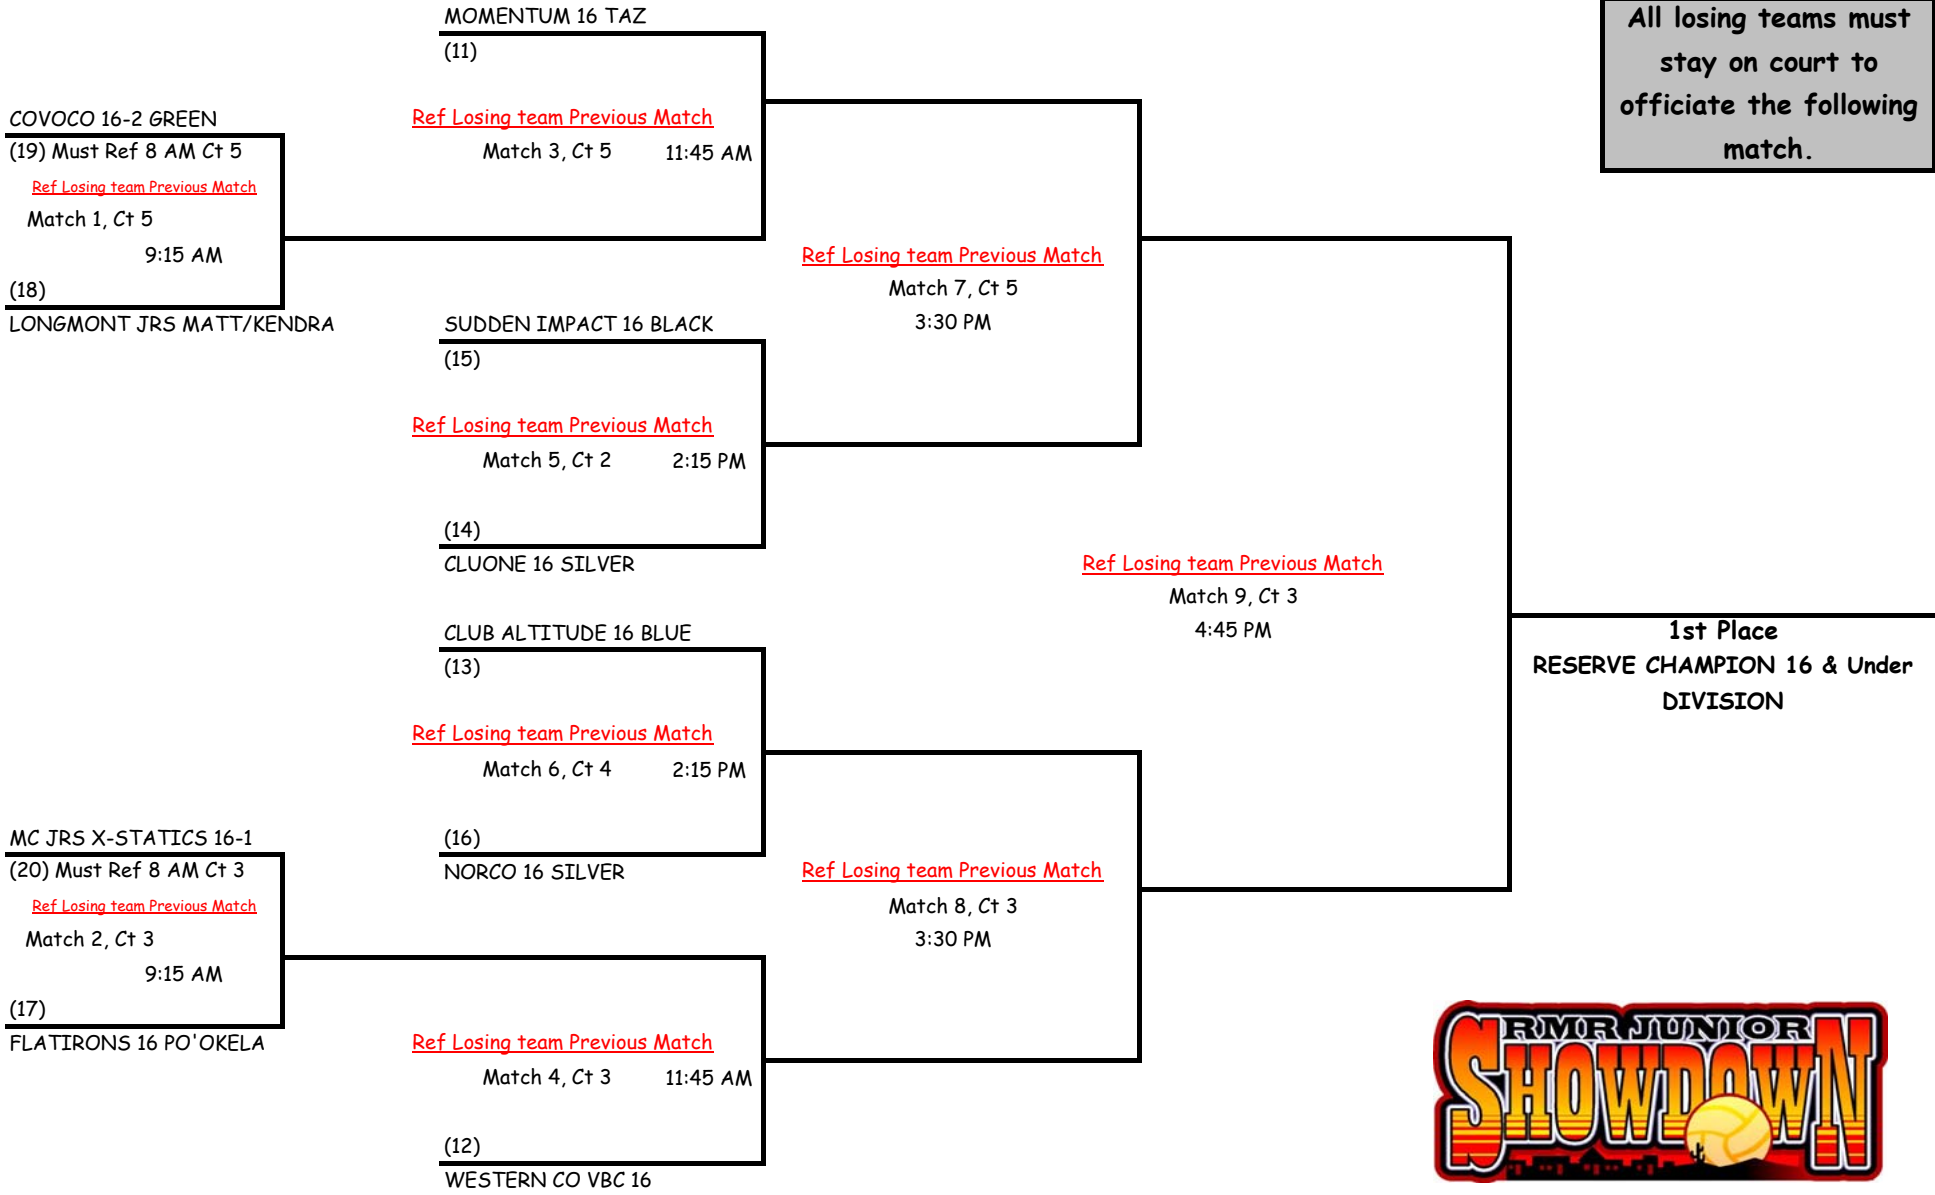 MOMENTUM 16 TAZ
(11)
Ref Losing team Previous Match
Match 3, Ct 5 11:45 AM
All losing teams must
stay on court to
officiate the following
match.
COVOCO 16-2 GREEN
(19) Must Ref 8 AM Ct 5
Ref Losing team Previous Match
Match 1, Ct 5
9:15 AM
(18)
LONGMONT JRS MATT/KENDRA
Ref Losing team Previous Match
Match 7, Ct 5
3:30 PM
SUDDEN IMPACT 16 BLACK
(15)
Ref Losing team Previous Match
Match 5, Ct 2 2:15 PM
(14)
CLUONE 16 SILVER
Ref Losing team Previous Match
Match 9, Ct 3
4:45 PM
1st Place
RESERVE CHAMPION 16 & Under
DIVISION
CLUB ALTITUDE 16 BLUE
(13)
Ref Losing team Previous Match
Match 6, Ct 4 2:15 PM
(16)
NORCO 16 SILVER
MC JRS X-STATICS 16-1
(20) Must Ref 8 AM Ct 3
Ref Losing team Previous Match
Match 2, Ct 3
9:15 AM
(17)
FLATIRONS 16 PO'OKELA
Ref Losing team Previous Match
Match 8, Ct 3
3:30 PM
Ref Losing team Previous Match
Match 4, Ct 3 11:45 AM
(12)
WESTERN CO VBC 16
RMR JUNIOR
SHOWDOWN